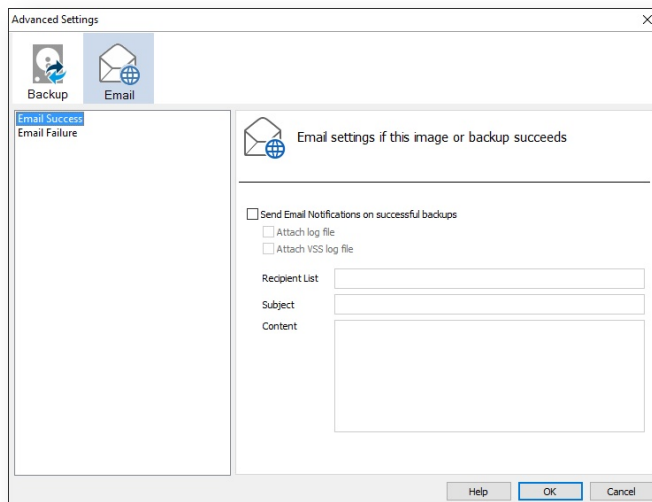 Advanced Settings
Backup
Email
Email Success
Email Failure
Email settings if this image or backup succeeds
Send Email Notifications on successful backups
Attach log file
Attach VSS log file
Recipient List
Subject
Content
Help
OK
Cancel